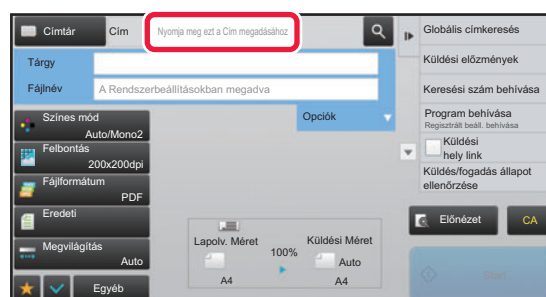 Címtár
Cím
Nyomja meg ezt a Cím megadásához
Tárgy
Fájlnév
A Rendszerbeállításokban megadva
Opciók
Színes mód
Auto/Mono2
Felbontás
200x200dpi
Fájlformátum
PDF
Eredeti
Megvilágítás
Auto
Egyéb
Lapolv. Méret
A4
100%
Küldési Méret
Auto
A4
Globális címkeresés
Küldési előzmények
Keresési szám behívása
Program behívása
Regisztrált beáll. behívása
Küldési
hely link
Küldés/fogadás állapot
ellenőrzése
Előnézet
CA
Start